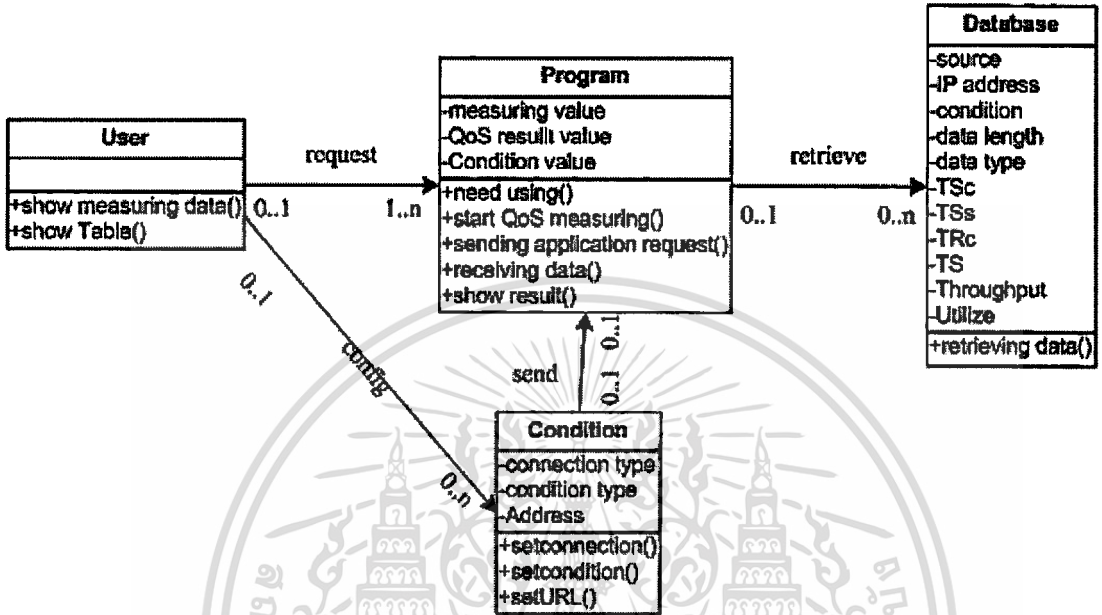 User
+show measuring data()
+show Table()
request
0..1
1..n
Program
-measuring value
-QoS resullt value
-Condition value
+need using()
+start QoS measuring()
+sending application request()
+receiving data()
+show result()
retrieve
0..1
0..n
Database
-source
-IP address
-condition
-data length
-data type
-TSc
-TSs
-TRc
-TS
-Throughput
-Utilize
+retrieving data()
0..1
config
0..n
send
0..1
0..1
Condition
-connection type
-condition type
-Address
+setconnection()
+setcondition()
+setURL()